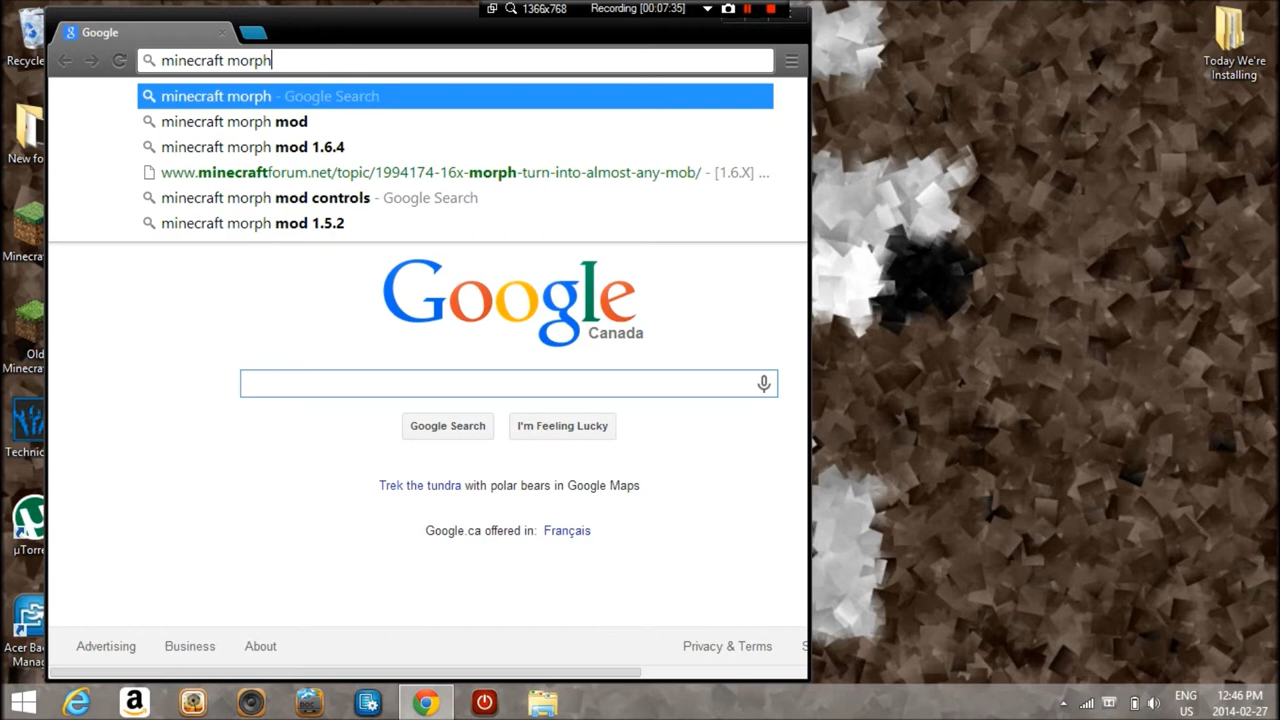 1366x768
Recording [00:07:35]
Google
minecraft morph
minecraft morph - Google Search
minecraft morph mod
minecraft morph mod 1.6.4
www.minecraftforum.net/topic/1994174-16x-morph-turn-into-almost-any-mob/ - [1.6.X] ...
minecraft morph mod controls - Google Search
minecraft morph mod 1.5.2
Google
Canada
Google Search
I'm Feeling Lucky
Trek the tundra with polar bears in Google Maps
Google.ca offered in: Français
Advertising
Business
About
Privacy & Terms
S
Recycle
New fo
Minecra
Old
Minecra
Technic
µTorre
Acer Ba
Mana
Today We're
Installing
ENG
US
12:46 PM
2014-02-27